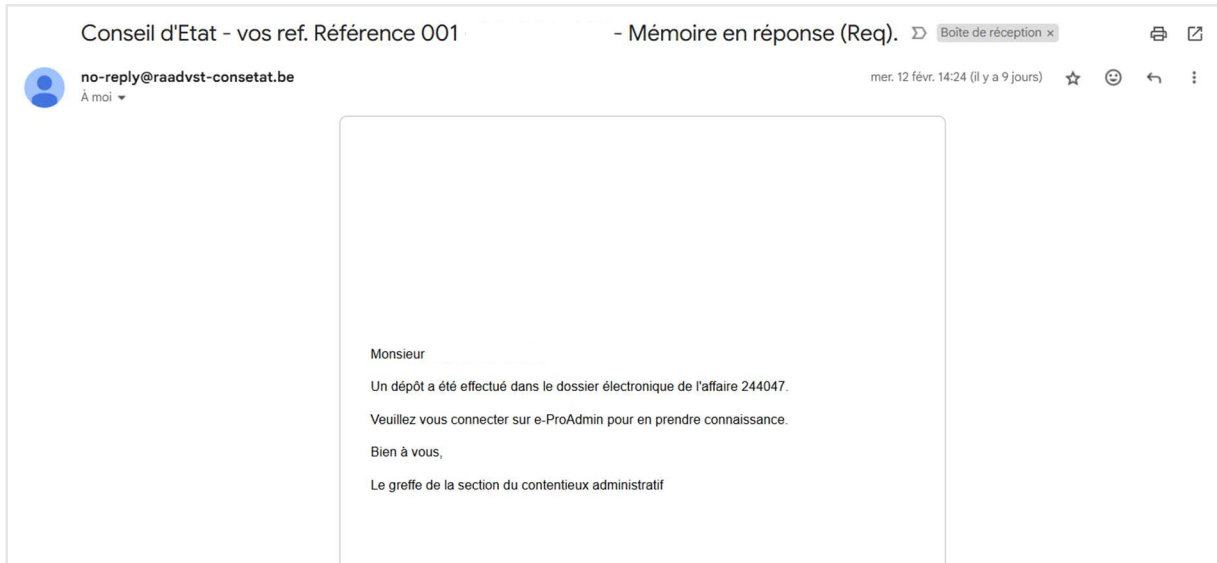 Conseil d'Etat - vos ref. Référence 001 - - Mémoire en réponse (Req). Boîte de réception ×
no-reply@raadvst-consetat.be mer. 12 févr. 14:24 (il y a 9 jours)
À moi
Monsieur
Un dépôt a été effectué dans le dossier électronique de l'affaire 244047.
Veuillez vous connecter sur e-ProAdmin pour en prendre connaissance.
Bien à vous,
Le greffe de la section du contentieux administratif